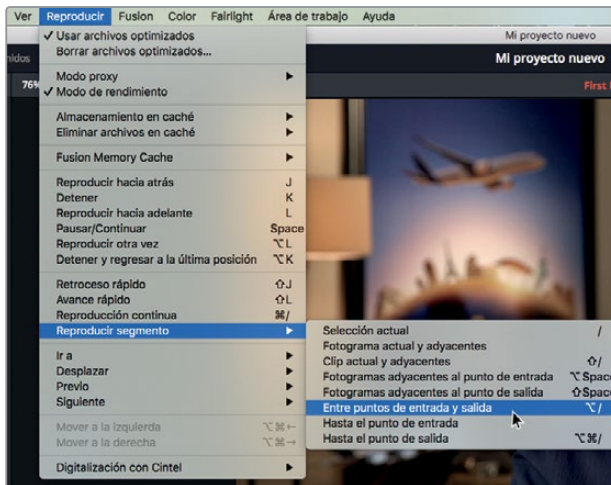 Ver Reproducir Fusion Color Fairlight Área de trabajo Ayuda
Mi proyecto nuevo
Mi proyecto nuevo
76%
First
✓ Usar archivos optimizados
Borrar archivos optimizados...
Modo proxy ▶
✓ Modo de rendimiento
Almacenamiento en caché ▶
Eliminar archivos en caché ▶
Fusion Memory Cache ▶
Reproducir hacia atrás J
Detener K
Reproducir hacia adelante L
Pausar/Continuar Space
Reproducir otra vez ⌥L
Detener y regresar a la última posición ⌥K
Retroceso rápido ⇧J
Avance rápido ⇧L
Reproducción continua ⌘/
Reproducir segmento ▶
Ir a ▶
Desplazar ▶
Previo ▶
Siguiente ▶
Mover a la izquierda ⌥⌘←
Mover a la derecha ⌥⌘→
Digitalización con Cintel ▶
Selección actual /
Fotograma actual y adyacentes
Clip actual y adyacentes ⇧/
Fotogramas adyacentes al punto de entrada ⌥Space
Fotogramas adyacentes al punto de salida ⇧Space
Entre puntos de entrada y salida ⌥/
Hasta el punto de entrada
Hasta el punto de salida ⌥⌘/